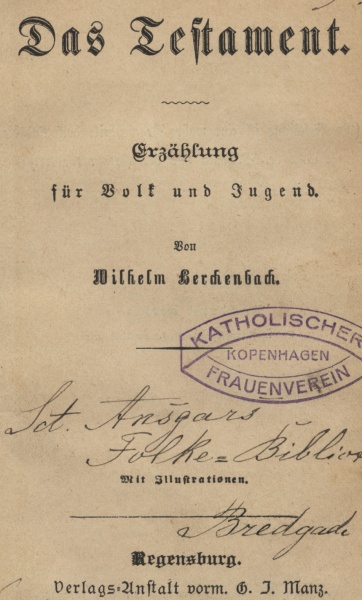 Das Testament.
Erzählung
für Volk und Jugend.
Von
Wilhelm Herchenbach.
KATHOLISCHER
KOPENHAGEN
FRAUENVEREIN
Sct. Ansgars
Folke=Bibliot
Mit Illustrationen.
Bredgade
Regensburg.
Verlags=Anstalt vorm. G. J. Manz.